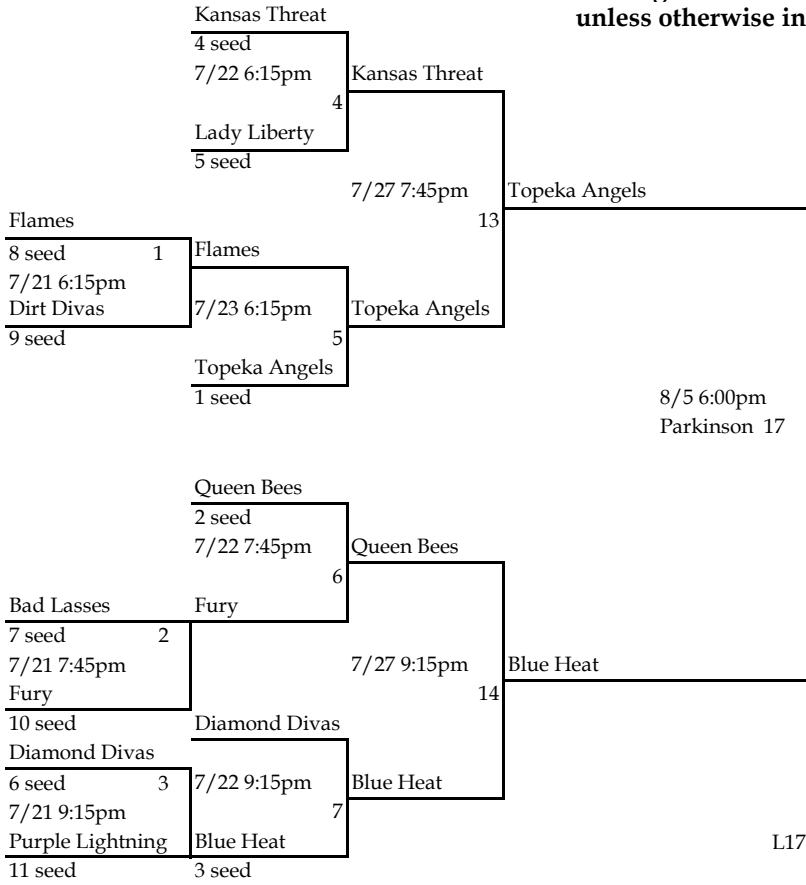 Kansas Threat
unless otherwise in
4 seed
7/22 6:15pm
Kansas Threat
4
Lady Liberty
5 seed
7/27 7:45pm
Topeka Angels
13
Flames
8 seed 1
Flames
7/21 6:15pm
Dirt Divas
7/23 6:15pm
Topeka Angels
9 seed
5
Topeka Angels
1 seed
8/5 6:00pm
Parkinson 17
Queen Bees
2 seed
7/22 7:45pm
Queen Bees
6
Bad Lasses
Fury
7 seed 2
7/21 7:45pm
7/27 9:15pm
Blue Heat
Fury
14
10 seed
Diamond Divas
Diamond Divas
6 seed 3
7/22 9:15pm
Blue Heat
7/21 9:15pm
7
Purple Lightning
Blue Heat
L17
11 seed
3 seed